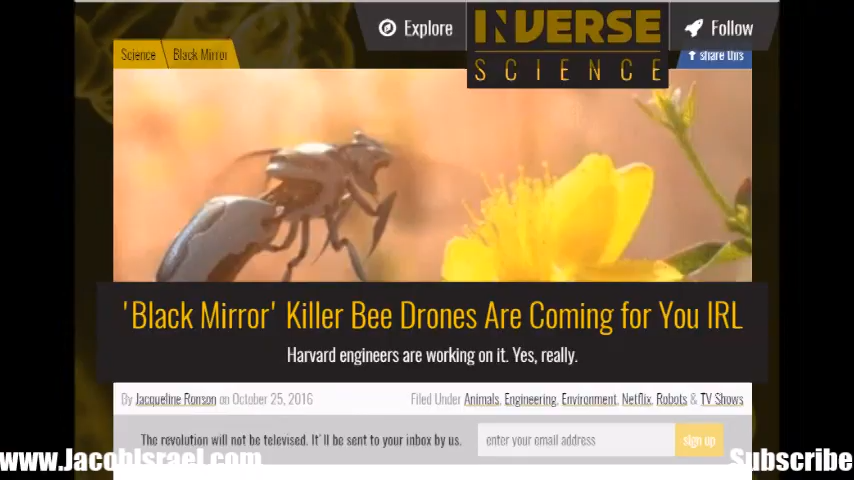 Explore
INVERSE
Follow
SCIENCE
Science
Black Mirror
share this
'Black Mirror' Killer Bee Drones Are Coming for You IRL
Harvard engineers are working on it. Yes, really.
By Jacqueline Ronson on October 25, 2016
Filed Under Animals, Engineering, Environment, Netflix, Robots & TV Shows
The revolution will not be televised. It'll be sent to your inbox by us.
enter your email address
sign up
www.JacobIsrael.com
Subscribe